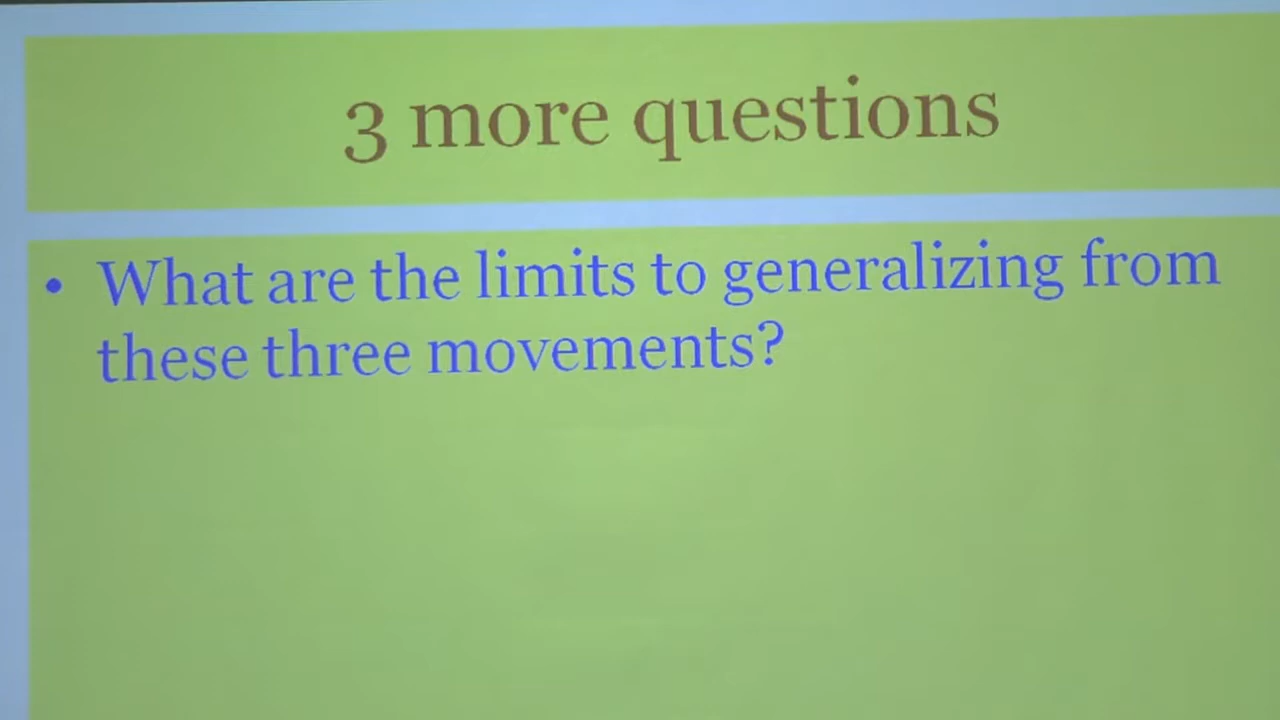 3 more questions
• What are the limits to generalizing from
these three movements?